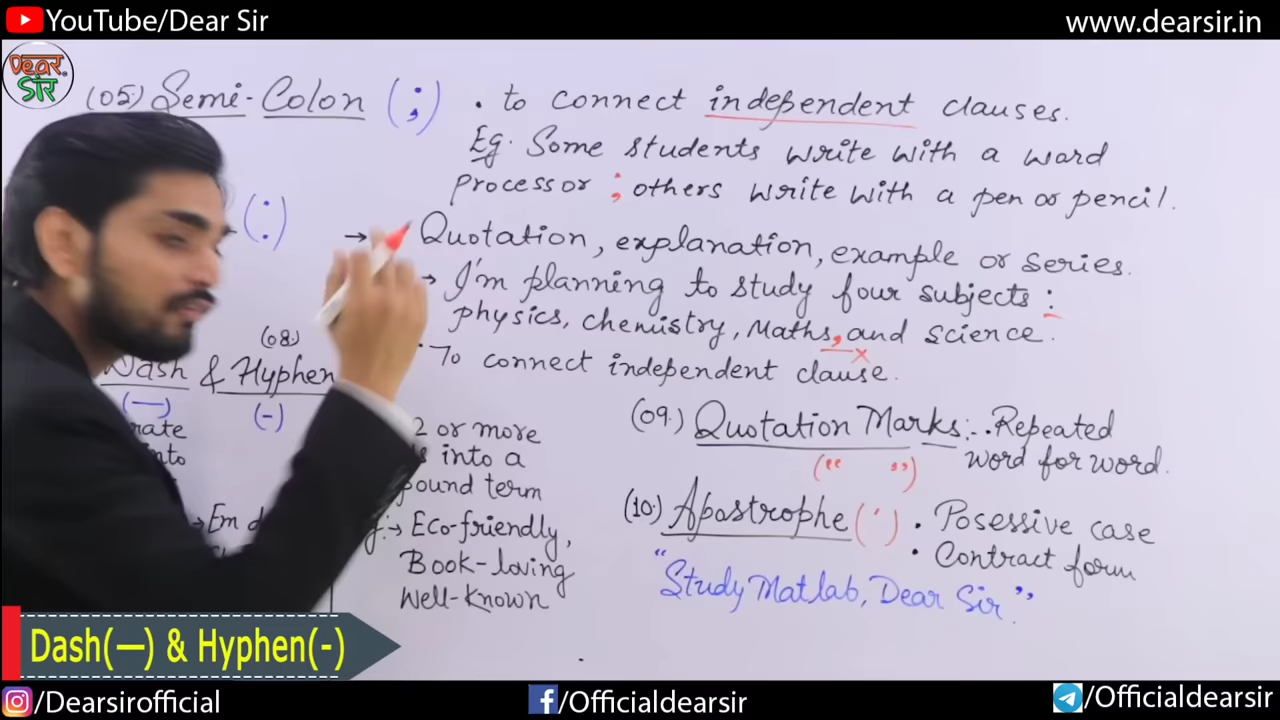 YouTube/Dear Sir
www.dearsir.in
Dear
Sir
(05) Semi-Colon (;) • to connect independent clauses.
Eg. Some students write with a word
processor ; others write with a pen or pencil.
(:) → Quotation, explanation, example or series.
→ I'm planning to study four subjects :
physics, chemistry, Maths, and science.
• To connect independent clause.
(08)
Dash & Hyphen
(—) (-)
2 or more
into a
term
→ Em
→ Eco-friendly,
Book-loving
Well-Known
(09.) Quotation Marks:- • Repeated
(“ ”) word for word.
(10.) Apastrophe (') • Posessive case
• Contract form
“Study Matlab, Dear Sir”
Dash(—) & Hyphen(-)
/Dearsirofficial
/Officialdearsir
/Officialdearsir